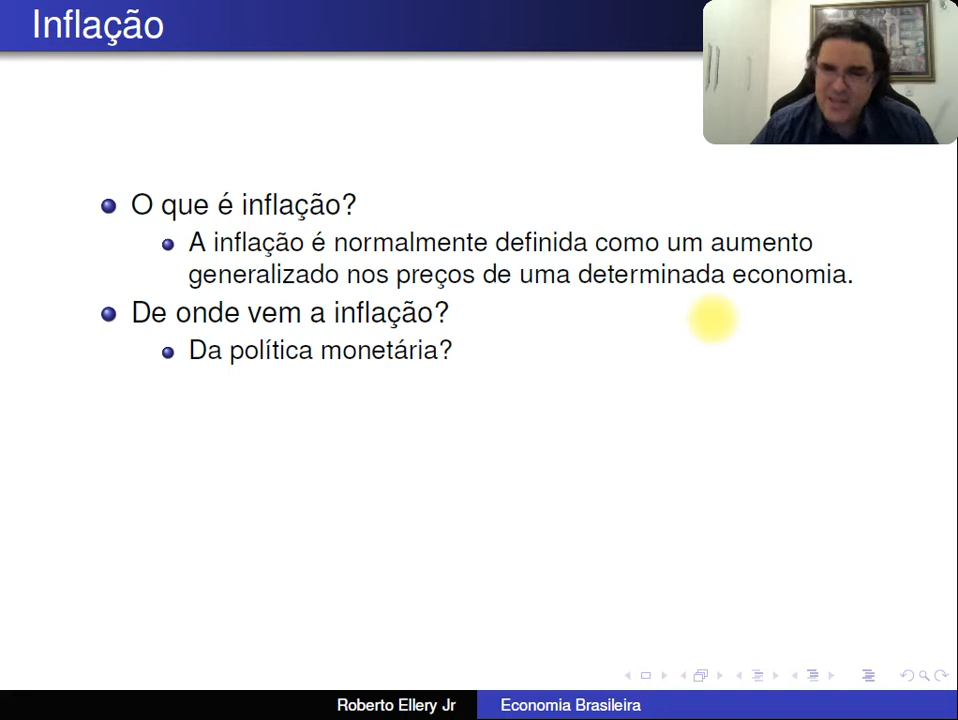 Inflação
O que é inflação?
A inflação é normalmente definida como um aumento
generalizado nos preços de uma determinada economia.
De onde vem a inflação?
Da política monetária?
Roberto Ellery Jr
Economia Brasileira